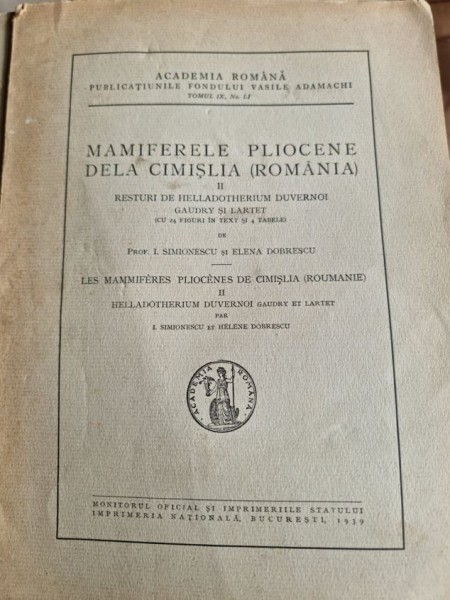 ACADEMIA ROMÂNĂ
PUBLICAȚIUNILE FONDULUI VASILE ADAMACHI
TOMUL IX, No. LI
MAMIFERELE PLIOCENE
DELA CIMIȘLIA (ROMÂNIA)
II
RESTURI DE HELLADOTHERIUM DUVERNOI
GAUDRY ȘI LARTET
(CU 24 FIGURI ÎN TEXT ȘI 4 TABELE)
DE
PROF. I. SIMIONESCU ȘI ELENA DOBRESCU
LES MAMMIFÈRES PLIOCÈNES DE CIMIȘLIA (ROUMANIE)
II
HELLADOTHERIUM DUVERNOI GAUDRY ET LARTET
PAR
I. SIMIONESCU ET HÉLÈNE DOBRESCU
ACADEMIA ROMANA
MONITORUL OFICIAL ȘI IMPRIMERIILE STATULUI
IMPRIMERIA NAȚIONALĂ, BUCUREȘTI, 1939